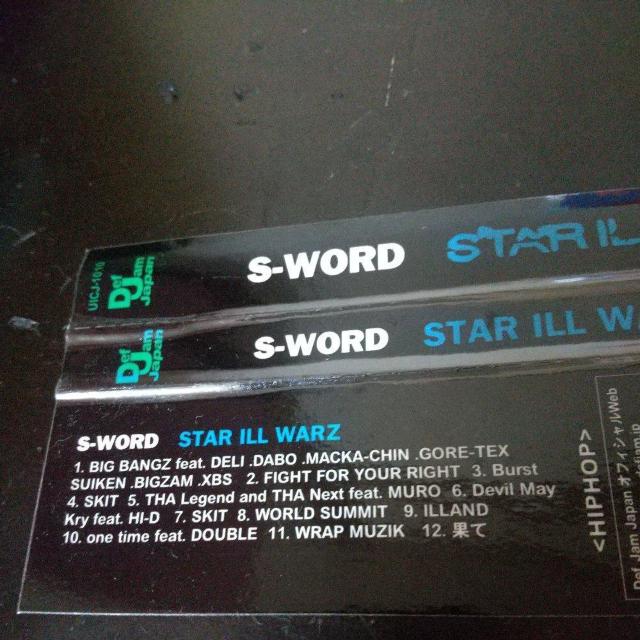 UICJ-1010
Def Jam Japan
S-WORD STAR ILL
Def Jam Japan
S-WORD STAR ILL W
S-WORD STAR ILL WARZ
1. BIG BANGZ feat. DELI .DABO .MACKA-CHIN .GORE-TEX
SUIKEN .BIGZAM .XBS 2. FIGHT FOR YOUR RIGHT 3. Burst
4. SKIT 5. THA Legend and THA Next feat. MURO 6. Devil May
Kry feat. HI-D 7. SKIT 8. WORLD SUMMIT 9. ILLAND
10. one time feat. DOUBLE 11. WRAP MUZIK 12. 果て
<HIPHOP>
Def Jam Japan オフィシャルWeb